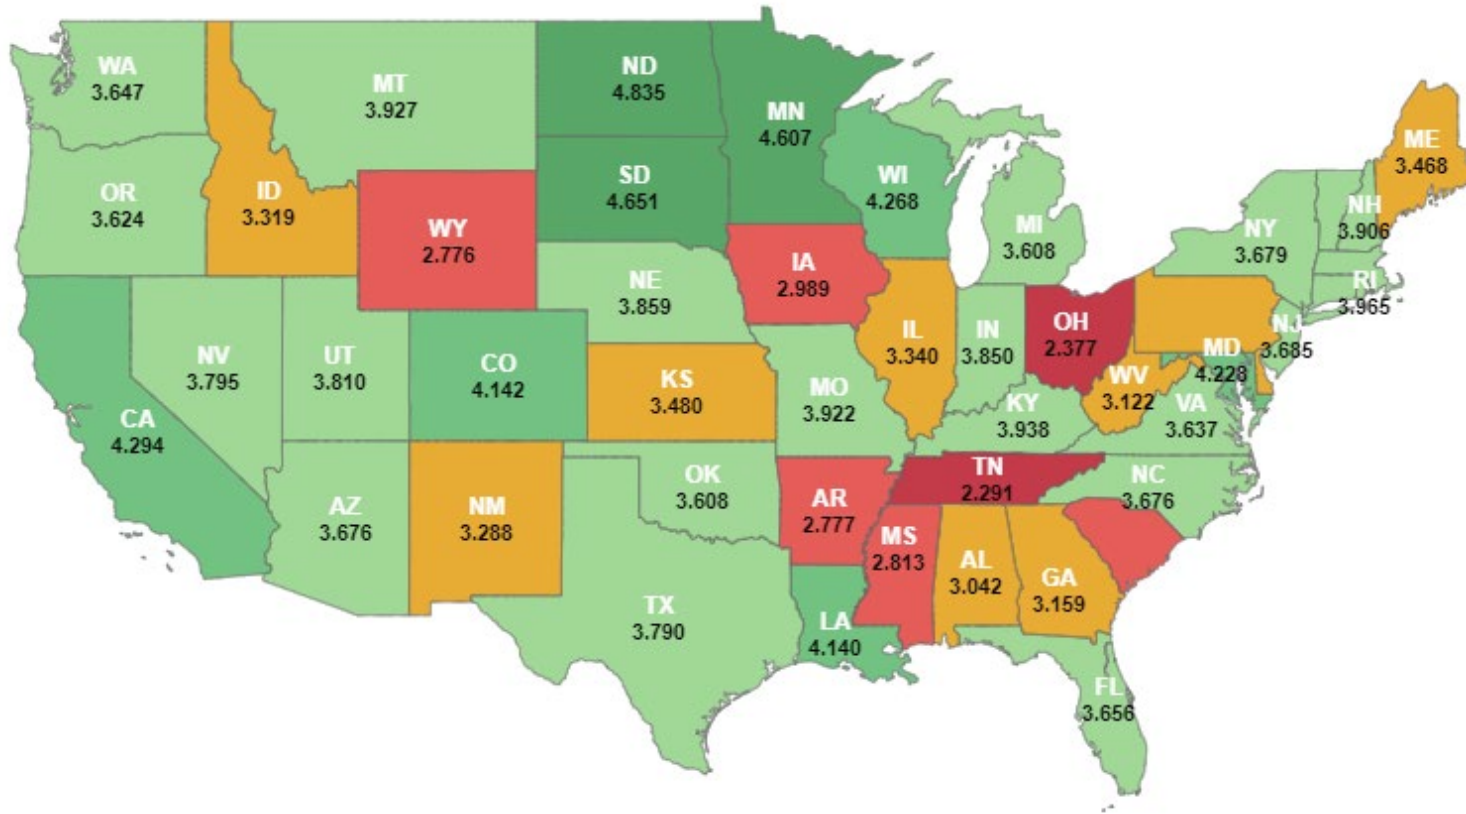 WA
3.647
MT
3.927
ND
4.835
MN
4.607
ME
3.468
OR
3.624
ID
3.319
WY
2.776
SD
4.651
WI
4.268
MI
3.608
NY
3.679
NH
3.906
IA
2.989
NE
3.859
RI
3.965
NV
3.795
UT
3.810
CO
4.142
KS
3.480
IL
3.340
IN
3.850
OH
2.377
NJ
3.685
MD
4.228
WV
3.122
VA
3.637
CA
4.294
MO
3.922
KY
3.938
AZ
3.676
NM
3.288
OK
3.608
AR
2.777
TN
2.291
NC
3.676
MS
2.813
AL
3.042
GA
3.159
TX
3.790
LA
4.140
FL
3.656